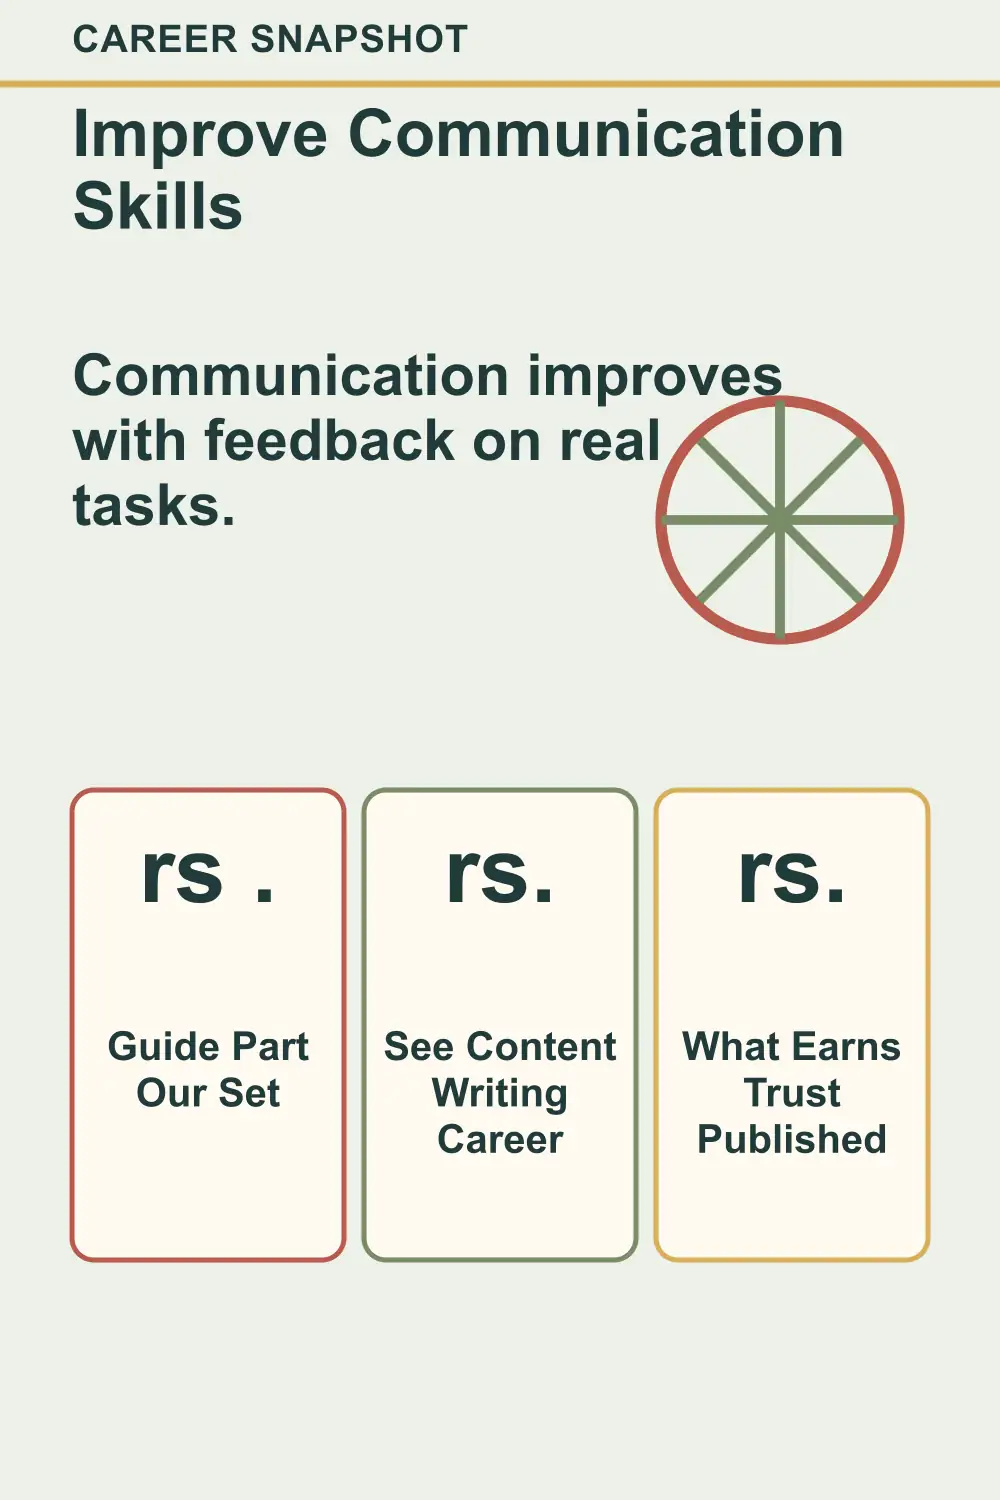 CAREER SNAPSHOT
Improve Communication
Skills
Communication improves
with feedback on real
tasks.
rs .
Guide Part
Our Set
rs.
See Content
Writing
Career
rs.
What Earns
Trust
Published